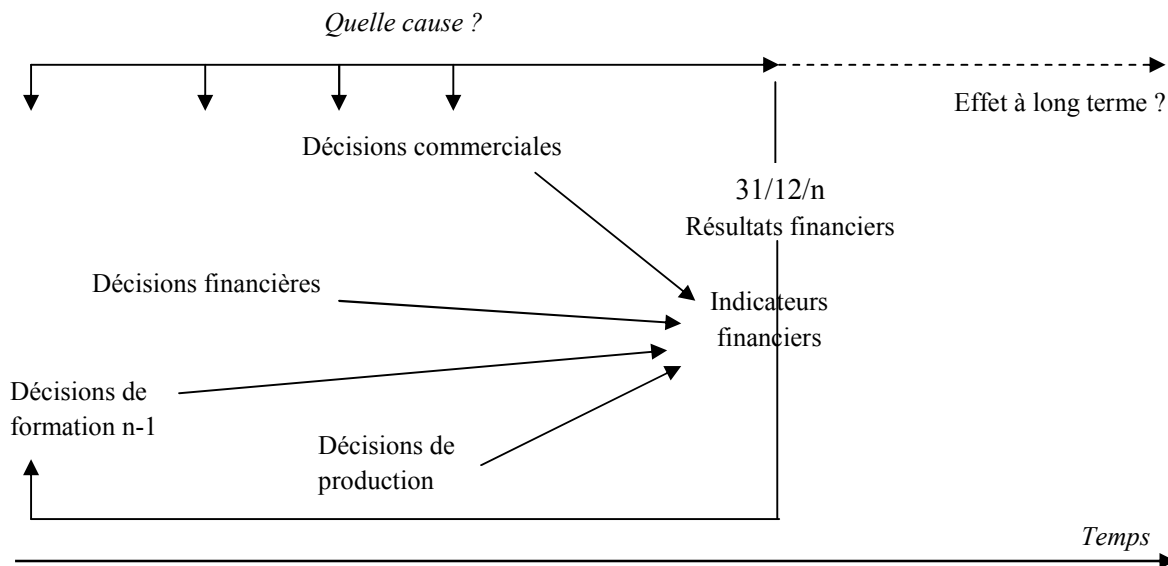 Quelle cause ?
Effet à long terme ?
Décisions commerciales
31/12/n
Résultats financiers
Décisions financières
Indicateurs
financiers
Décisions de
formation n-1
Décisions de
production
Temps